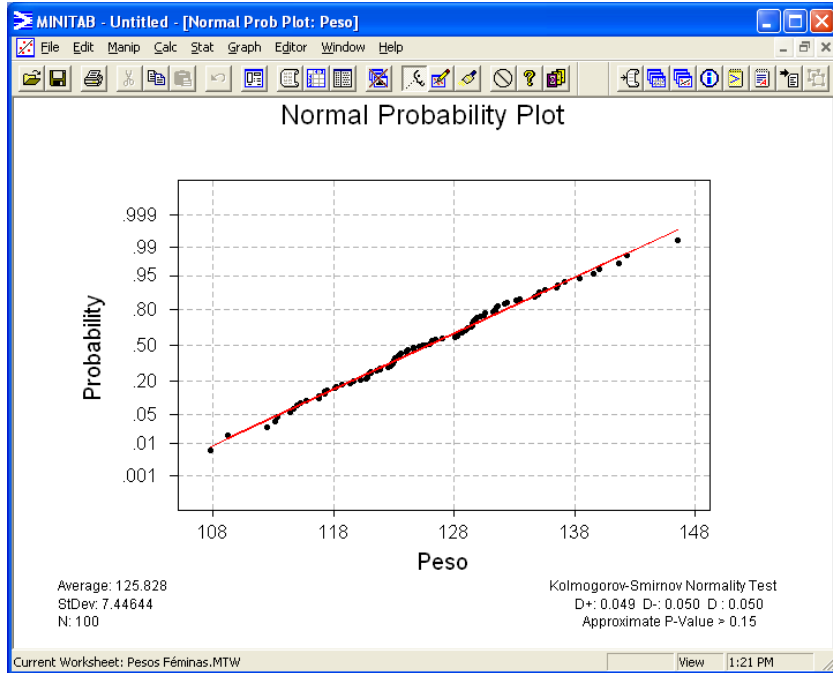 MINITAB - Untitled - [Normal Prob Plot: Peso]
File Edit Manip Calc Stat Graph Editor Window Help
Normal Probability Plot
.999
.99
.95
.80
.50
.20
.05
.01
.001
Probability
108 118 128 138 148
Peso
Average: 125.828
StDev: 7.44644
N: 100
Kolmogorov-Smirnov Normality Test
D+: 0.049 D-: 0.050 D : 0.050
Approximate P-Value > 0.15
Current Worksheet: Pesos Féminas.MTW
View
1:21 PM